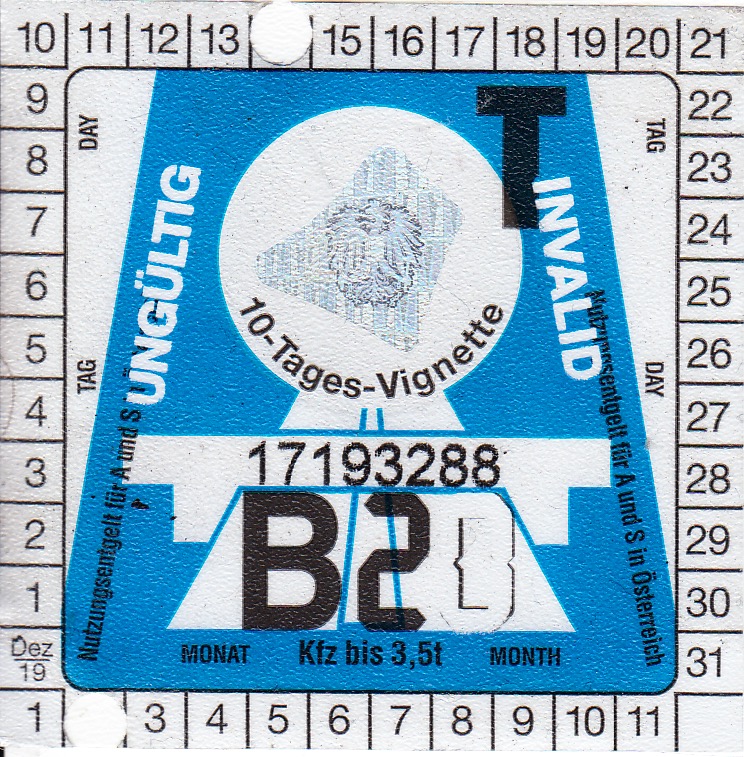 10 11 12 13 15 16 17 18 19 20 21
9 22
8 23
7 24
6 25
5 26
4 27
3 28
2 29
1 30
Dez 19 31
1 3 4 5 6 7 8 9 10 11
DAY
TAG
T
UNGÜLTIG
INVALID
10-Tages-Vignette
TAG
DAY
17193288
B2
Nutzungsentgelt für A und S
Nutzungsentgelt für A und S in Österreich
MONAT Kfz bis 3,5t MONTH